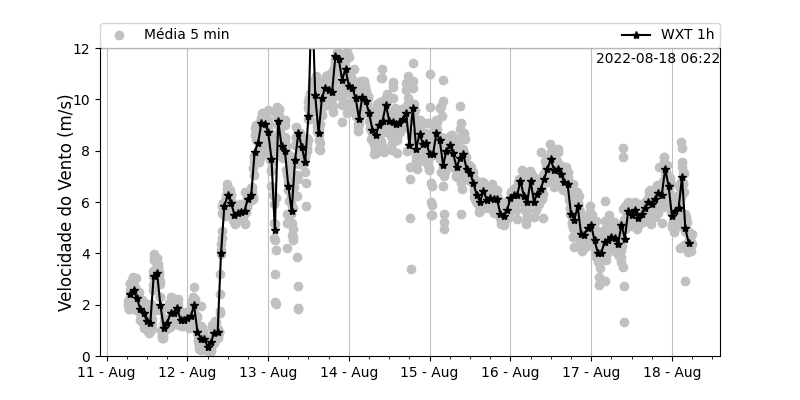 Média 5 min
WXT 1h
2022-08-18 06:22
Velocidade do Vento (m/s)
12
10
8
6
4
2
0
11 - Aug
12 - Aug
13 - Aug
14 - Aug
15 - Aug
16 - Aug
17 - Aug
18 - Aug